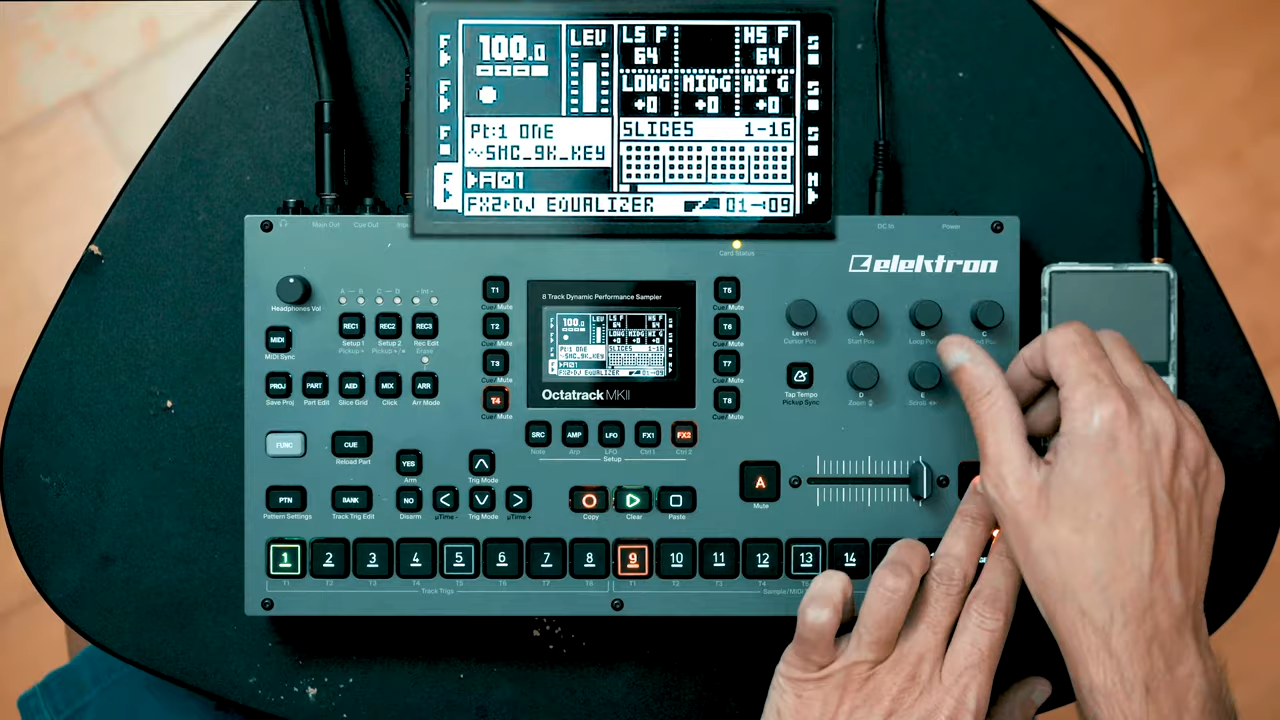 100.0
LEV
LS F
HS F
64
64
LOWG
MIDG
HI G
+0
+0
+0
Pt:1 ONE
SLICES 1-16
~SMC_9K_KEY
A01
FX2 DJ EQUALIZER
01 09
Main Out
Cue Out
DC In
Power
Card Status
elektron
Headphones Vol
MIDI
MIDI Sync
A B C D
REC1
REC2
REC3
Setup 1
Setup 2
Rec Edit
Erase
PROJ
PART
AED
MIX
ARR
Save Proj
Part Edit
Slice Grid
Click
Arr Mode
FUNC
CUE
Reload Part
YES
Arm
PTN
BANK
NO
Pattern Settings
Track Trig Edit
Disarm
µTime -
Trig Mode
Trig Mode
µTime +
T1
Cue/Mute
T2
Cue/Mute
T3
Cue/Mute
T4
Cue/Mute
8 Track Dynamic Performance Sampler
Octatrack MKII
T5
Cue/Mute
T6
Cue/Mute
T7
Cue/Mute
T8
Cue/Mute
SRC
AMP
LFO
FX1
FX2
Note
Arp
LFO
Ctrl 1
Ctrl 2
Setup
Copy
Clear
Paste
Level
A
B
C
Cursor Pos
Start Pos
Tap Tempo
Pickup Sync
D
E
Zoom
Scroll
A
Mute
1 2 3 4 5 6 7 8 9 10 11 12 13 14
T1 T2 T3 T4 T5 T6 T7 T8 T1 T2 T3 T4
Track Trigs